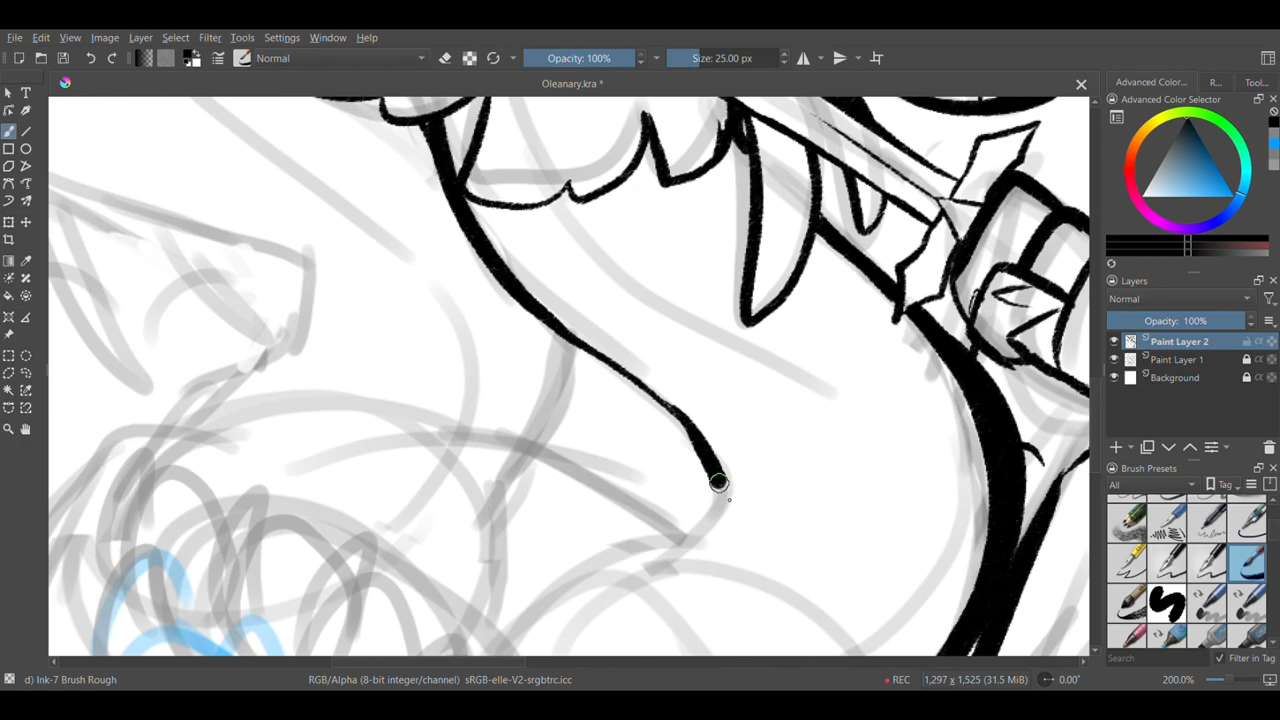 File Edit View Image Layer Select Filter Tools Settings Window Help
Normal Opacity: 100% Size: 25.00 px
Oleanary.kra *
Advanced Color... R... Tool...
Advanced Color Selector
Layers
Normal
Opacity: 100%
Paint Layer 2
Paint Layer 1
Background
Brush Presets
All Tag
Search Filter in Tag
d) Ink-7 Brush Rough RGB/Alpha (8-bit integer/channel) sRGB-elle-V2-srgbtrc.icc REC 1,297 x 1,525 (31.5 MiB) 0.00° 200.0%